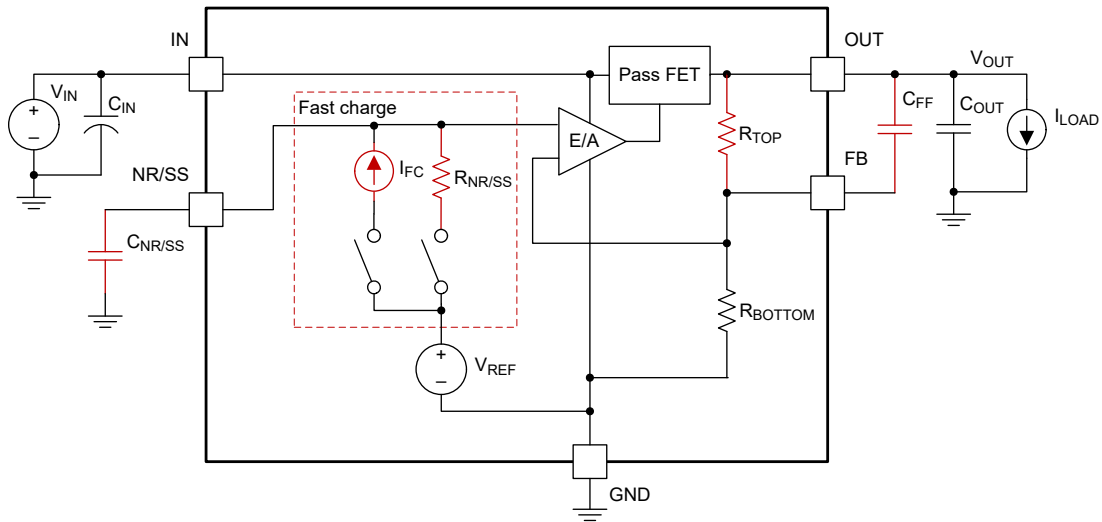 IN
OUT
Pass FET
VOUT
VIN
CIN
Fast charge
CFF
COUT
ILOAD
E/A
RTOP
FB
NR/SS
IFC
RNR/SS
CNR/SS
RBOTTOM
VREF
GND
+
−
+
−